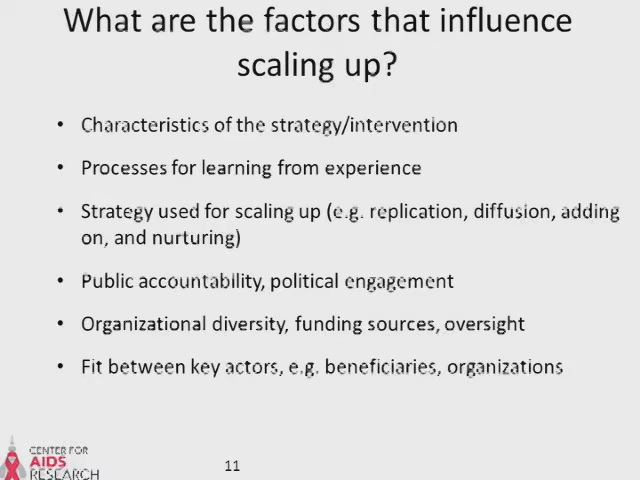 What are the factors that influence
scaling up?
• Characteristics of the strategy/intervention
• Processes for learning from experience
• Strategy used for scaling up (e.g. replication, diffusion, adding
on, and nurturing)
• Public accountability, political engagement
• Organizational diversity, funding sources, oversight
• Fit between key actors, e.g. beneficiaries, organizations
CENTER FOR
AIDS
RESEARCH
11